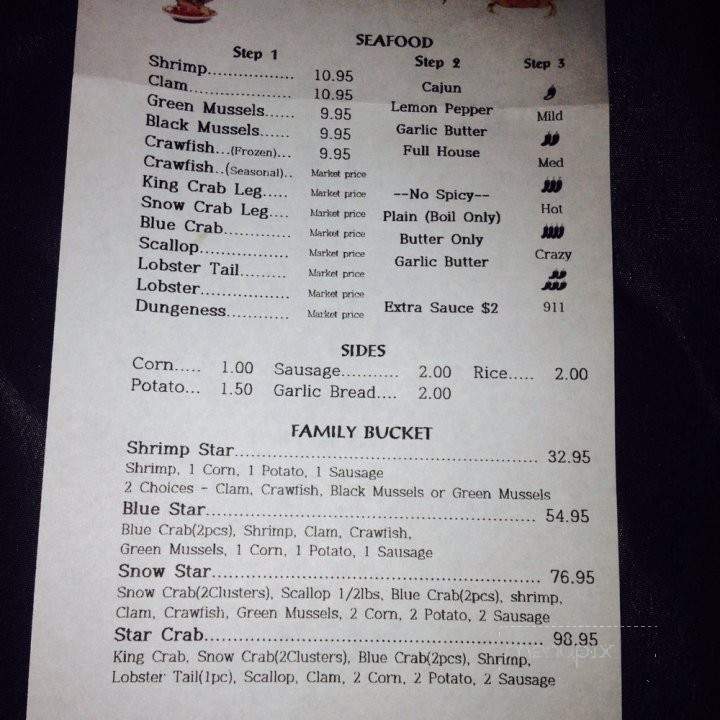 SEAFOOD
Step 1 Step 2 Step 3
Shrimp.................. 10.95
Clam...................... 10.95
Green Mussels...... 9.95
Black Mussels...... 9.95
Crawfish...(Frozen)... 9.95
Crawfish..(Seasonal).. Market price
King Crab Leg..... Market price
Snow Crab Leg.... Market price
Blue Crab............. Market price
Scallop.................. Market price
Lobster Tail.......... Market price
Lobster.................. Market price
Dungeness............ Market price
Cajun
Lemon Pepper
Garlic Butter
Full House
--No Spicy--
Plain (Boil Only)
Butter Only
Garlic Butter
Extra Sauce $2
Mild
Med
Hot
Crazy
911
SIDES
Corn..... 1.00 Sausage........... 2.00 Rice..... 2.00
Potato... 1.50 Garlic Bread.... 2.00
FAMILY BUCKET
Shrimp Star................................................ 32.95
Shrimp, 1 Corn, 1 Potato, 1 Sausage
2 Choices - Clam, Crawfish, Black Mussels or Green Mussels
Blue Star.................................................... 54.95
Blue Crab(2pcs), Shrimp, Clam, Crawfish,
Green Mussels, 1 Corn, 1 Potato, 1 Sausage
Snow Star................................................... 76.95
Snow Crab(2Clusters), Scallop 1/2lbs, Blue Crab(2pcs), shrimp,
Clam, Crawfish, Green Mussels, 2 Corn, 2 Potato, 2 Sausage
Star Crab.................................................... 98.95
King Crab, Snow Crab(2Clusters), Blue Crab(2pcs), Shrimp,
Lobster Tail(1pc), Scallop, Clam, 2 Corn, 2 Potato, 2 Sausage
menupix